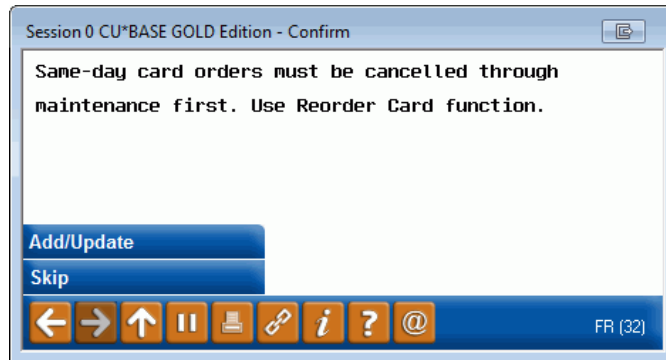 Session 0 CU*BASE GOLD Edition - Confirm
Same-day card orders must be cancelled through
maintenance first. Use Reorder Card function.
Add/Update
Skip
FR (32)